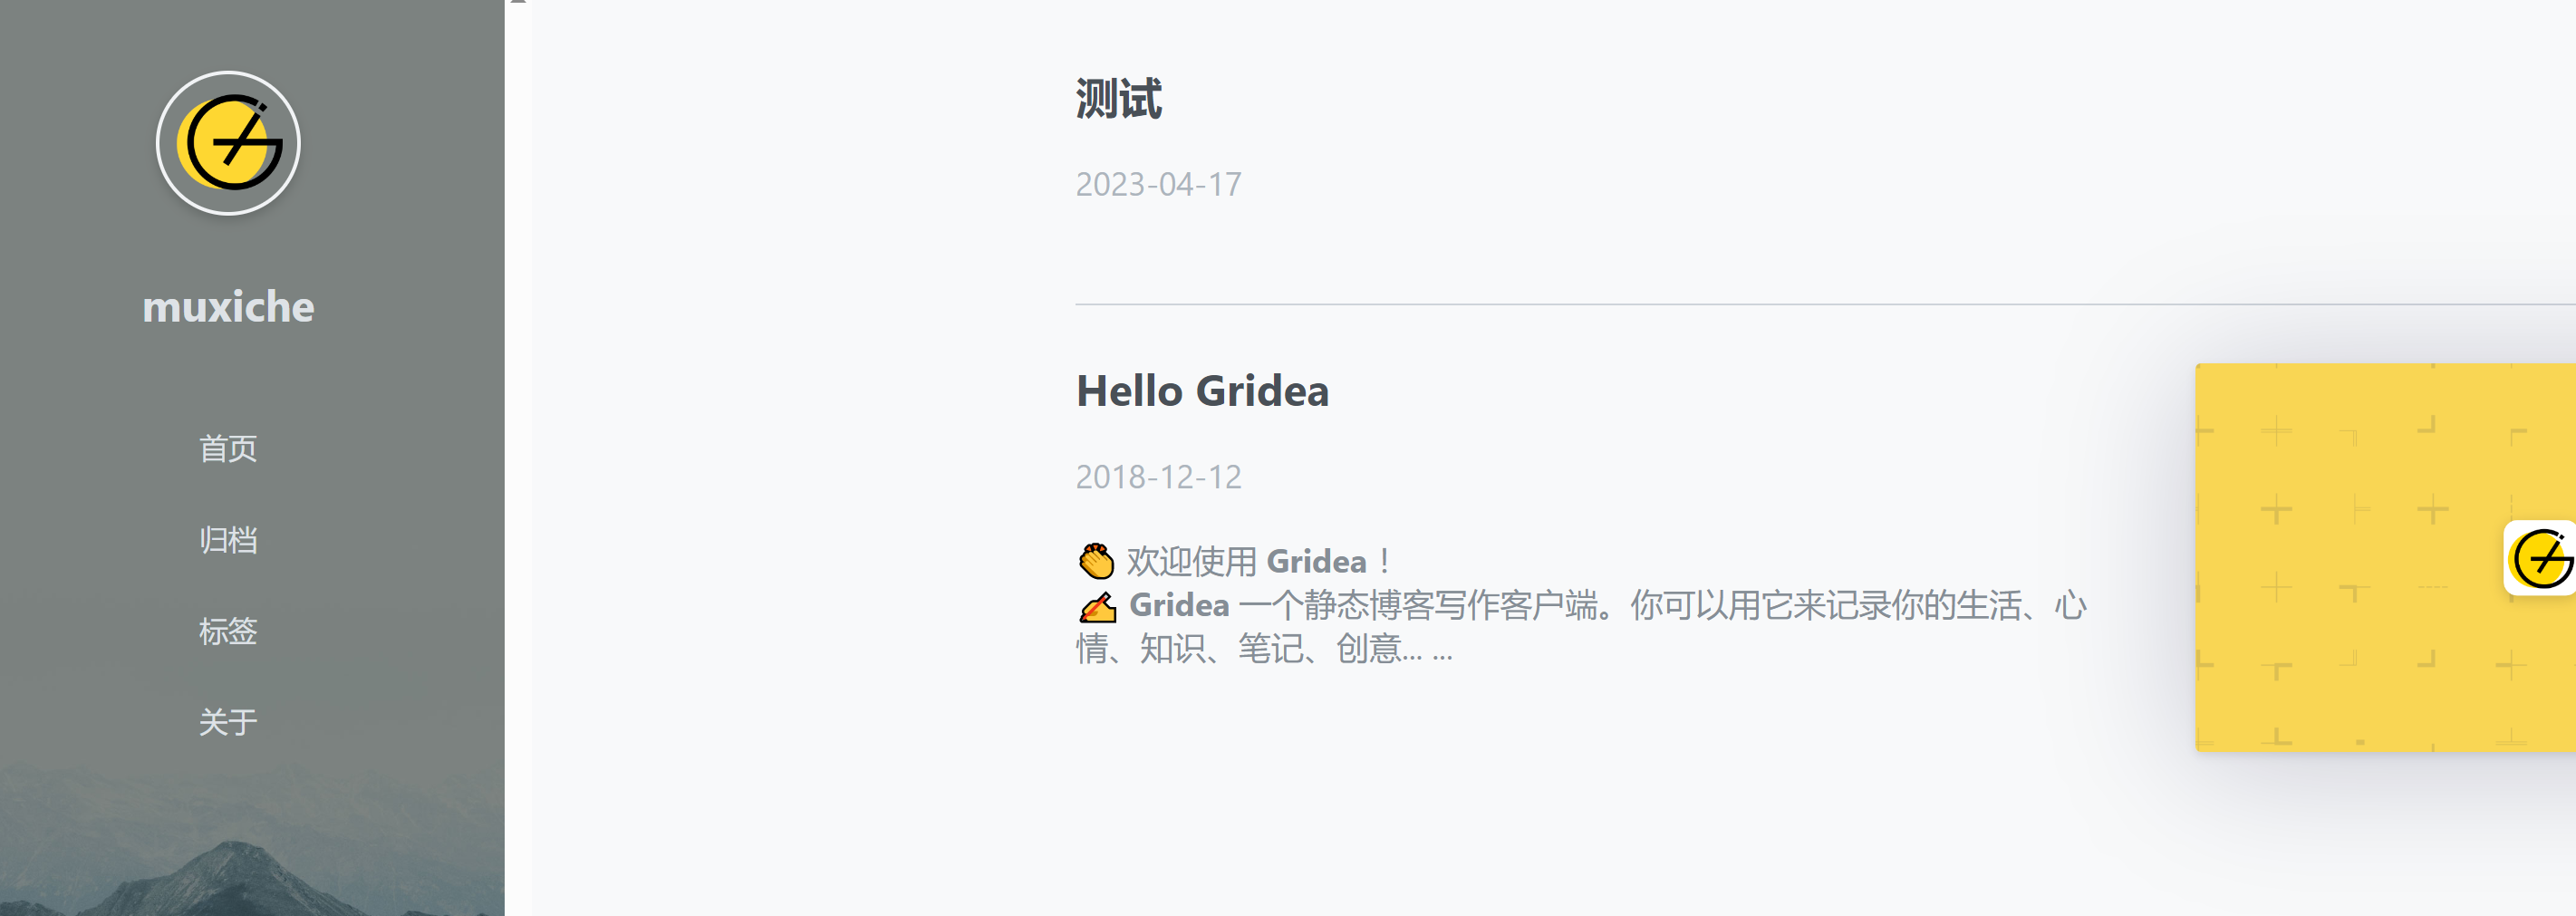 muxiche
首页
归档
标签
关于
测试
2023-04-17
Hello Gridea
2018-12-12
👏 欢迎使用 Gridea！
✍️ Gridea 一个静态博客写作客户端。你可以用它来记录你的生活、心
情、知识、笔记、创意... ...